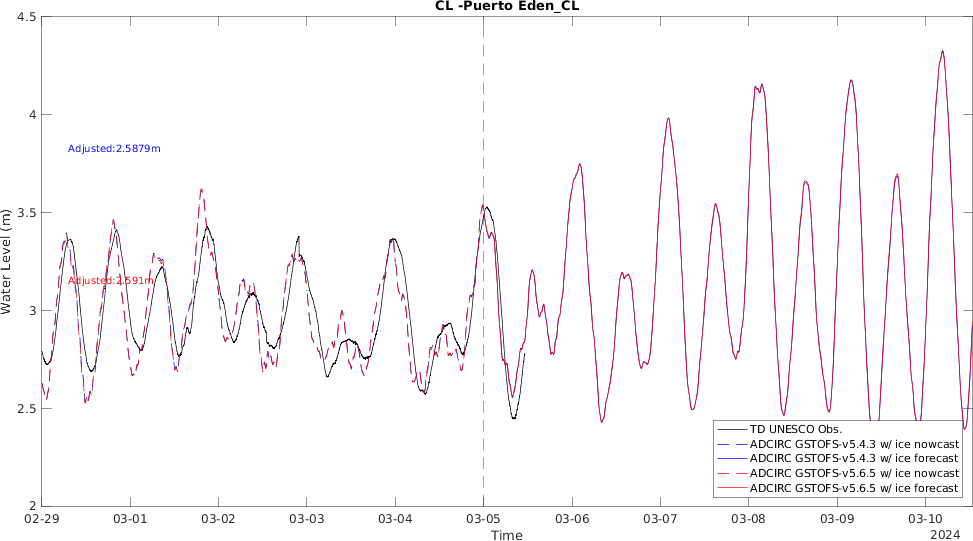 CL -Puerto Eden_CL
4.5
4
3.5
3
2.5
2
Water Level (m)
Adjusted:2.5879m
Adjusted:2.591m
TD UNESCO Obs.
ADCIRC GSTOFS-v5.4.3 w/ ice nowcast
ADCIRC GSTOFS-v5.4.3 w/ ice forecast
ADCIRC GSTOFS-v5.6.5 w/ ice nowcast
ADCIRC GSTOFS-v5.6.5 w/ ice forecast
02-29 03-01 03-02 03-03 03-04 03-05 03-06 03-07 03-08 03-09 03-10
2024
Time